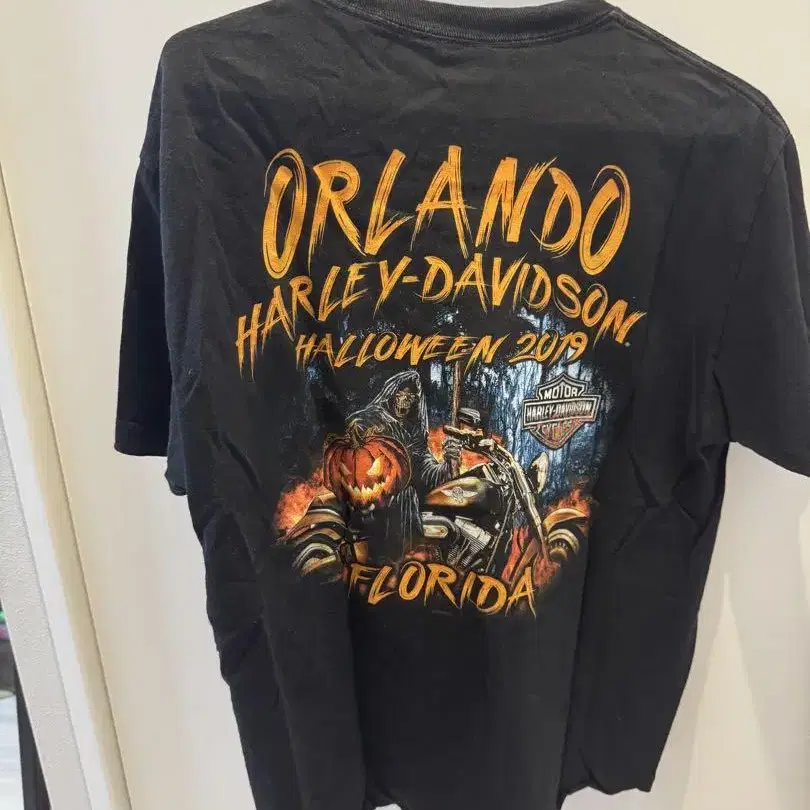 ORLANDO
HARLEY-DAVIDSON
HALLOWEEN 2019
MOTOR
HARLEY-DAVIDSON
CYCLES
FLORIDA